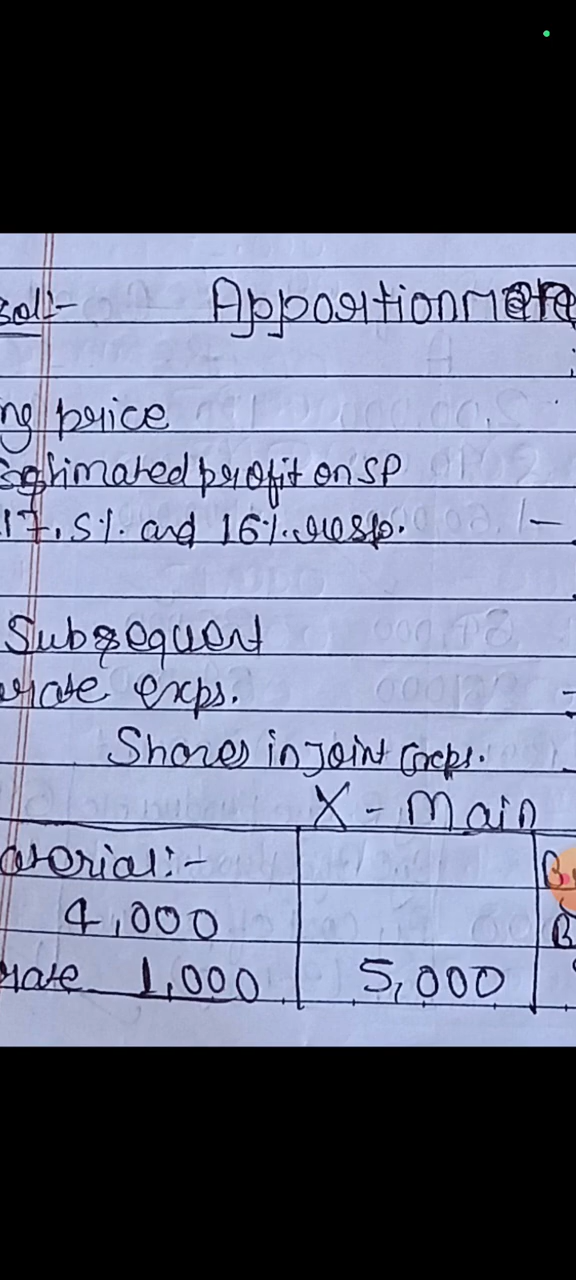 Sol:- Apportionment
ng price
Estimated profit on SP
17.5% and 16% resp. -
Subsequent
rate exps.
Shares in joint exps.
X - Main
aterial:-
4,000 B
rate 1,000 5,000